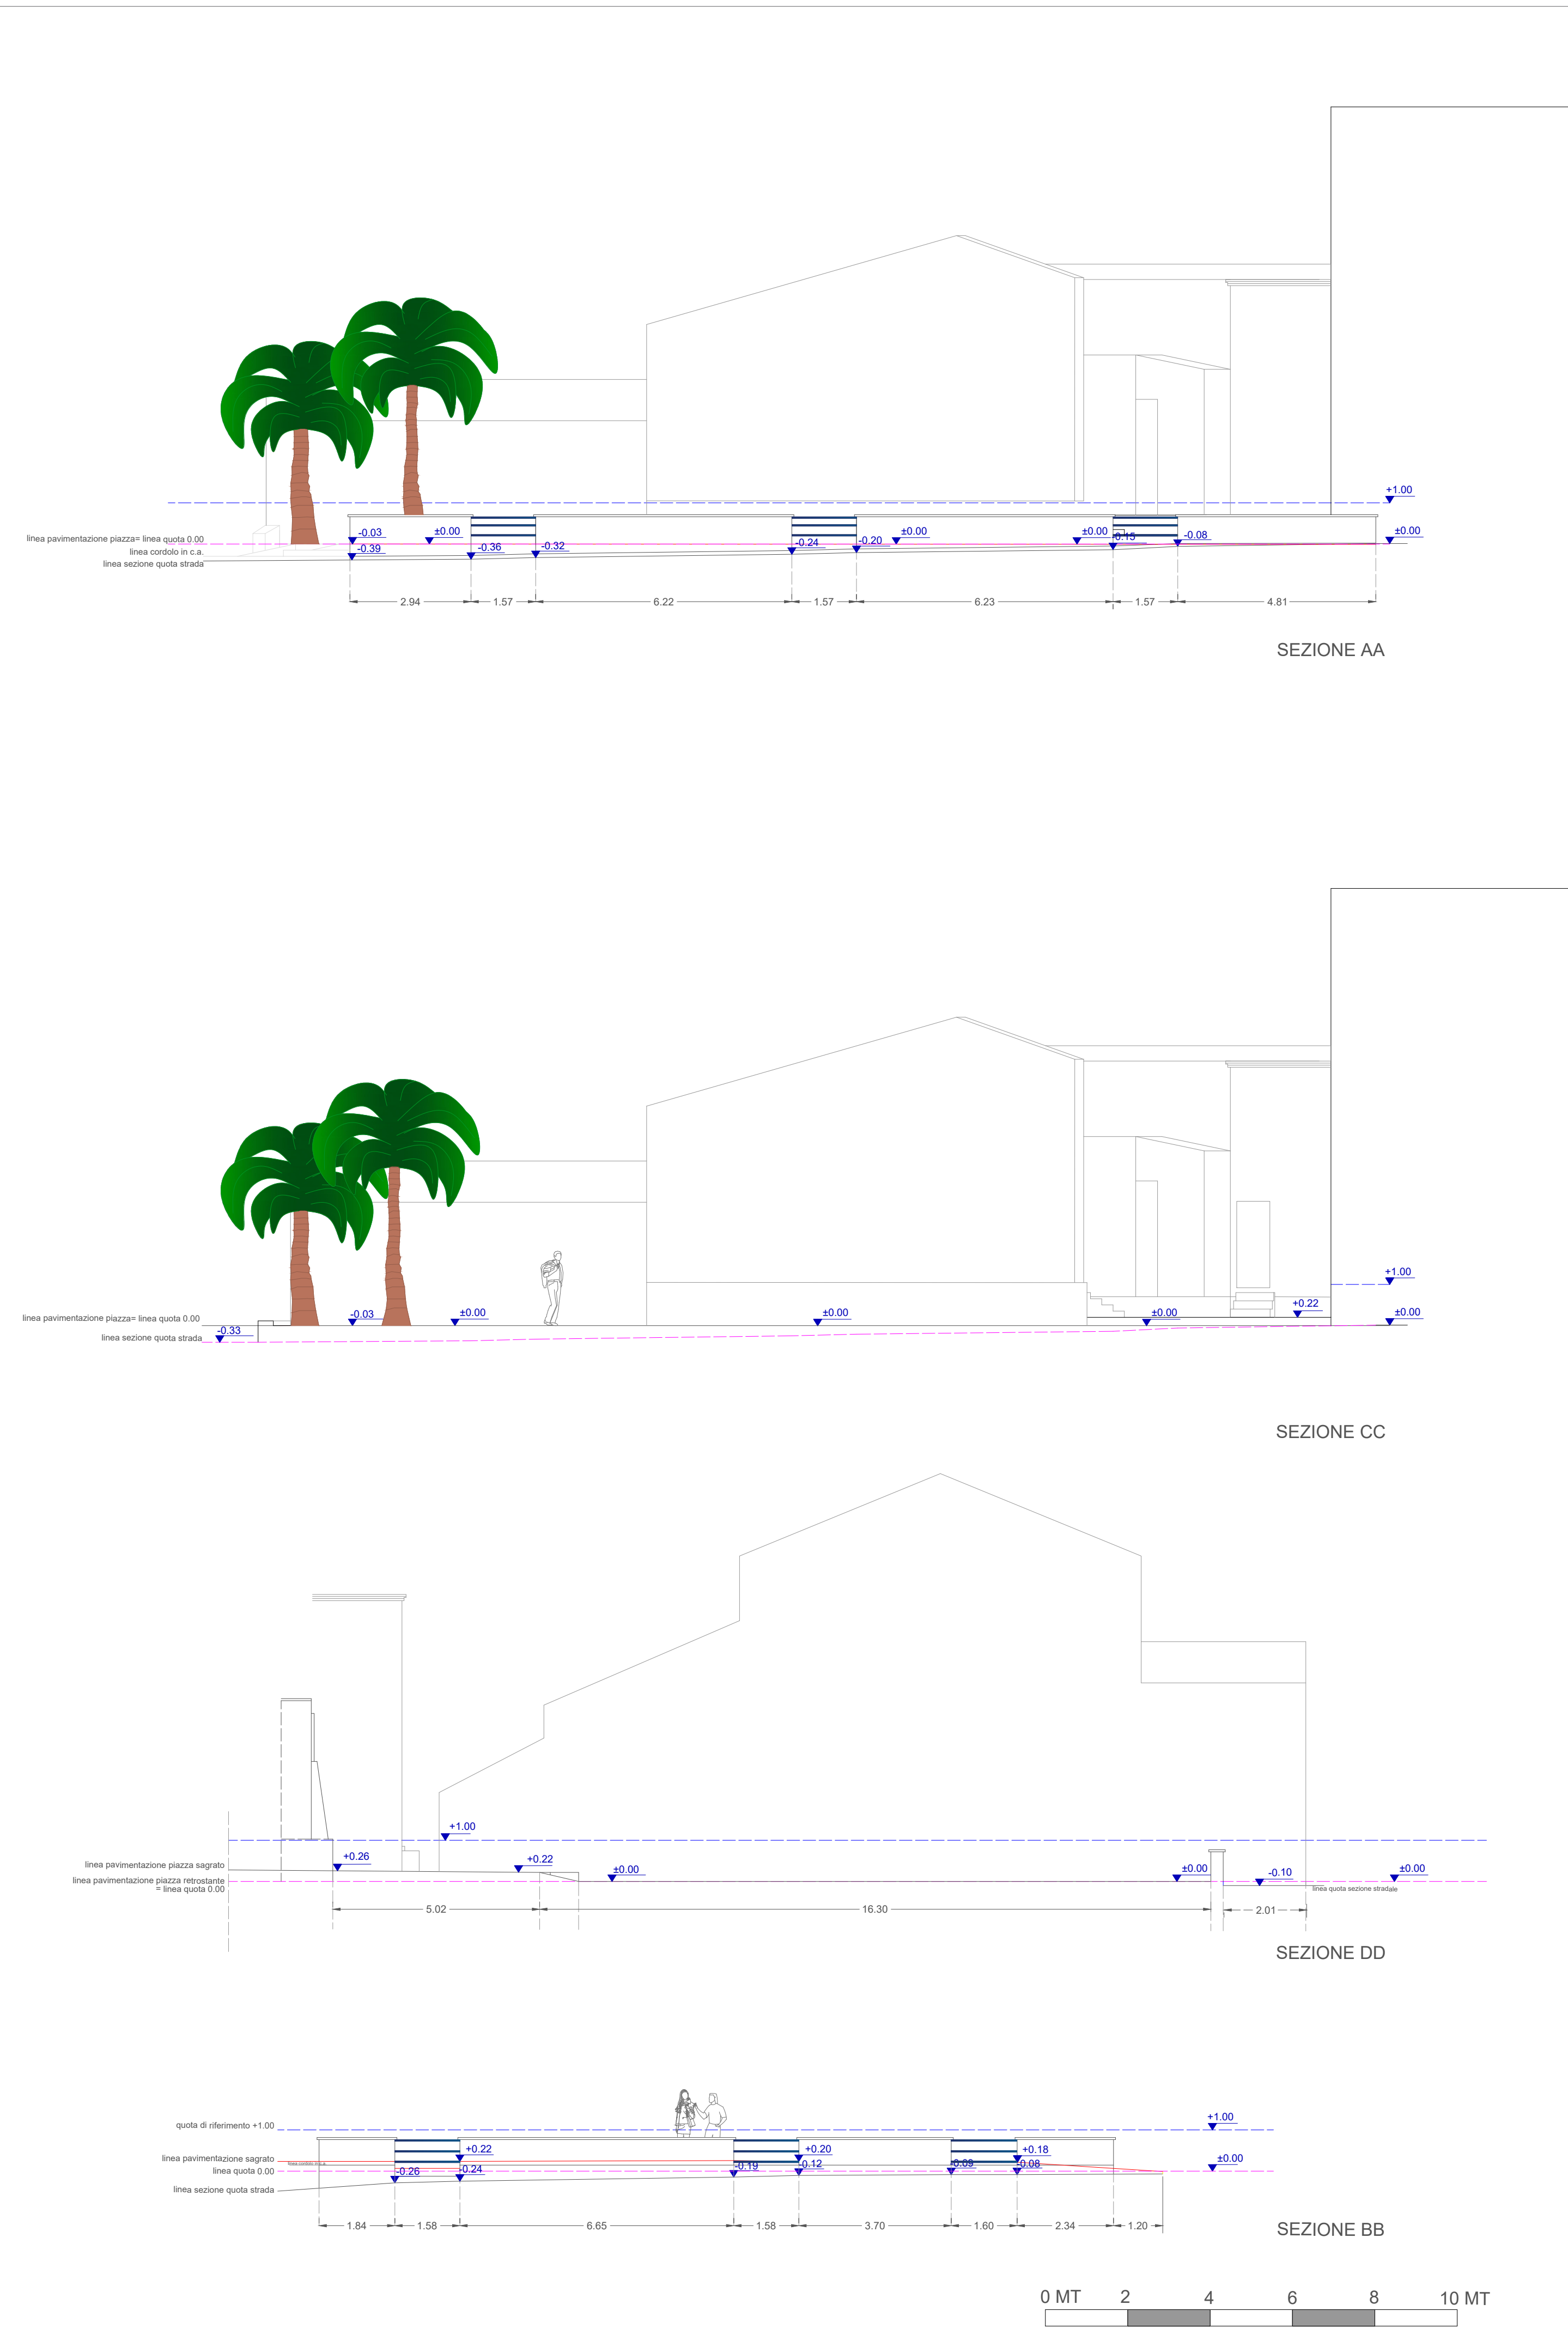 +1.00
-0.03 ±0.00 ±0.00 ±0.00 ±0.00
linea pavimentazione piazza= linea quota 0.00
linea cordolo in c.a.
linea sezione quota strada
-0.39 -0.36 -0.32 -0.24 -0.20 -0.15 -0.08
2.94 1.57 6.22 1.57 6.23 1.57 4.81
SEZIONE AA
+1.00
+0.22
-0.03 ±0.00 ±0.00 ±0.00 ±0.00
linea pavimentazione piazza= linea quota 0.00
-0.33
linea sezione quota strada
SEZIONE CC
+1.00
+0.26 +0.22
linea pavimentazione piazza sagrato
±0.00 ±0.00 -0.10 ±0.00
linea pavimentazione piazza retrostante
= linea quota 0.00
linea quota sezione stradale
5.02 16.30 2.01
SEZIONE DD
+1.00
quota di riferimento +1.00
+0.22 +0.20 +0.18
linea pavimentazione sagrato
±0.00
linea cordolo in c.a.
linea quota 0.00
-0.26 -0.24 -0.19 -0.12 -0.09 -0.08
linea sezione quota strada
1.84 1.58 6.65 1.58 3.70 1.60 2.34 1.20
SEZIONE BB
0 MT 2 4 6 8 10 MT